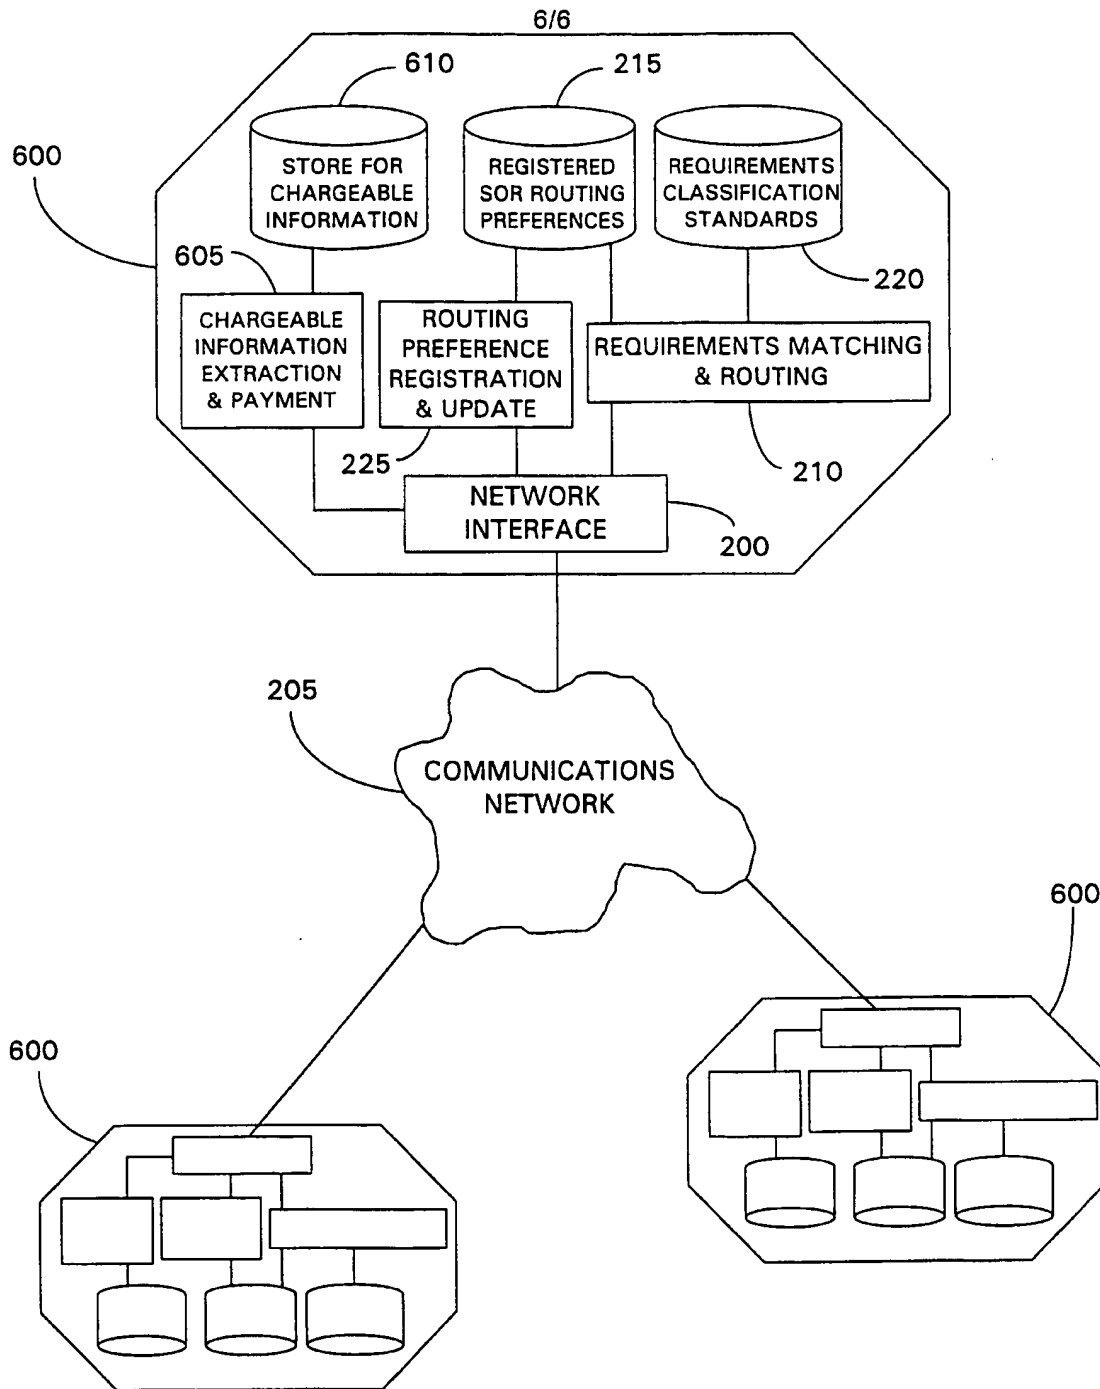 6/6
610
215
600
STORE FOR
CHARGEABLE
INFORMATION
REGISTERED
SOR ROUTING
PREFERENCES
REQUIREMENTS
CLASSIFICATION
STANDARDS
605
220
CHARGEABLE
INFORMATION
EXTRACTION
& PAYMENT
ROUTING
PREFERENCE
REGISTRATION
& UPDATE
REQUIREMENTS MATCHING
& ROUTING
225
210
NETWORK
INTERFACE
200
205
COMMUNICATIONS
NETWORK
600
600